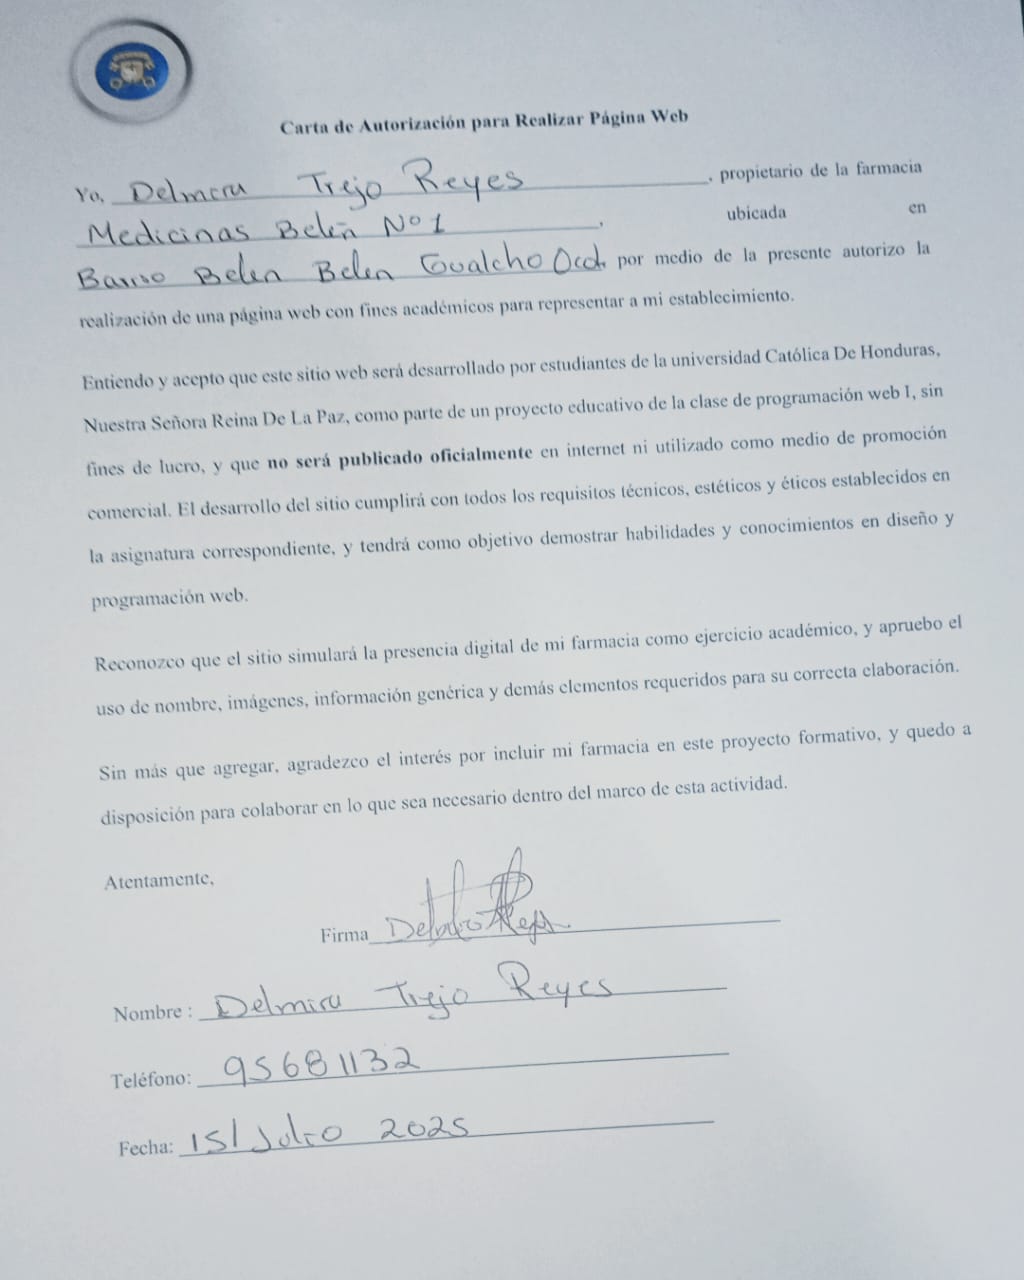 Carta de Autorización para Realizar Página Web
Yo, Delmira Trejo Reyes, propietario de la farmacia
Medicinas Belén Nº1, ubicada en
Barrio Belen Belen Gualcho Ocot. por medio de la presente autorizo la
realización de una página web con fines académicos para representar a mi establecimiento.
Entiendo y acepto que este sitio web será desarrollado por estudiantes de la universidad Católica De Honduras,
Nuestra Señora Reina De La Paz, como parte de un proyecto educativo de la clase de programación web I, sin
fines de lucro, y que no será publicado oficialmente en internet ni utilizado como medio de promoción
comercial. El desarrollo del sitio cumplirá con todos los requisitos técnicos, estéticos y éticos establecidos en
la asignatura correspondiente, y tendrá como objetivo demostrar habilidades y conocimientos en diseño y
programación web.
Reconozco que el sitio simulará la presencia digital de mi farmacia como ejercicio académico, y apruebo el
uso de nombre, imágenes, información genérica y demás elementos requeridos para su correcta elaboración.
Sin más que agregar, agradezco el interés por incluir mi farmacia en este proyecto formativo, y quedo a
disposición para colaborar en lo que sea necesario dentro del marco de esta actividad.
Atentamente,
Firma
Nombre : Delmira Trejo Reyes
Teléfono: 95681132
Fecha: 15/Julio 2025